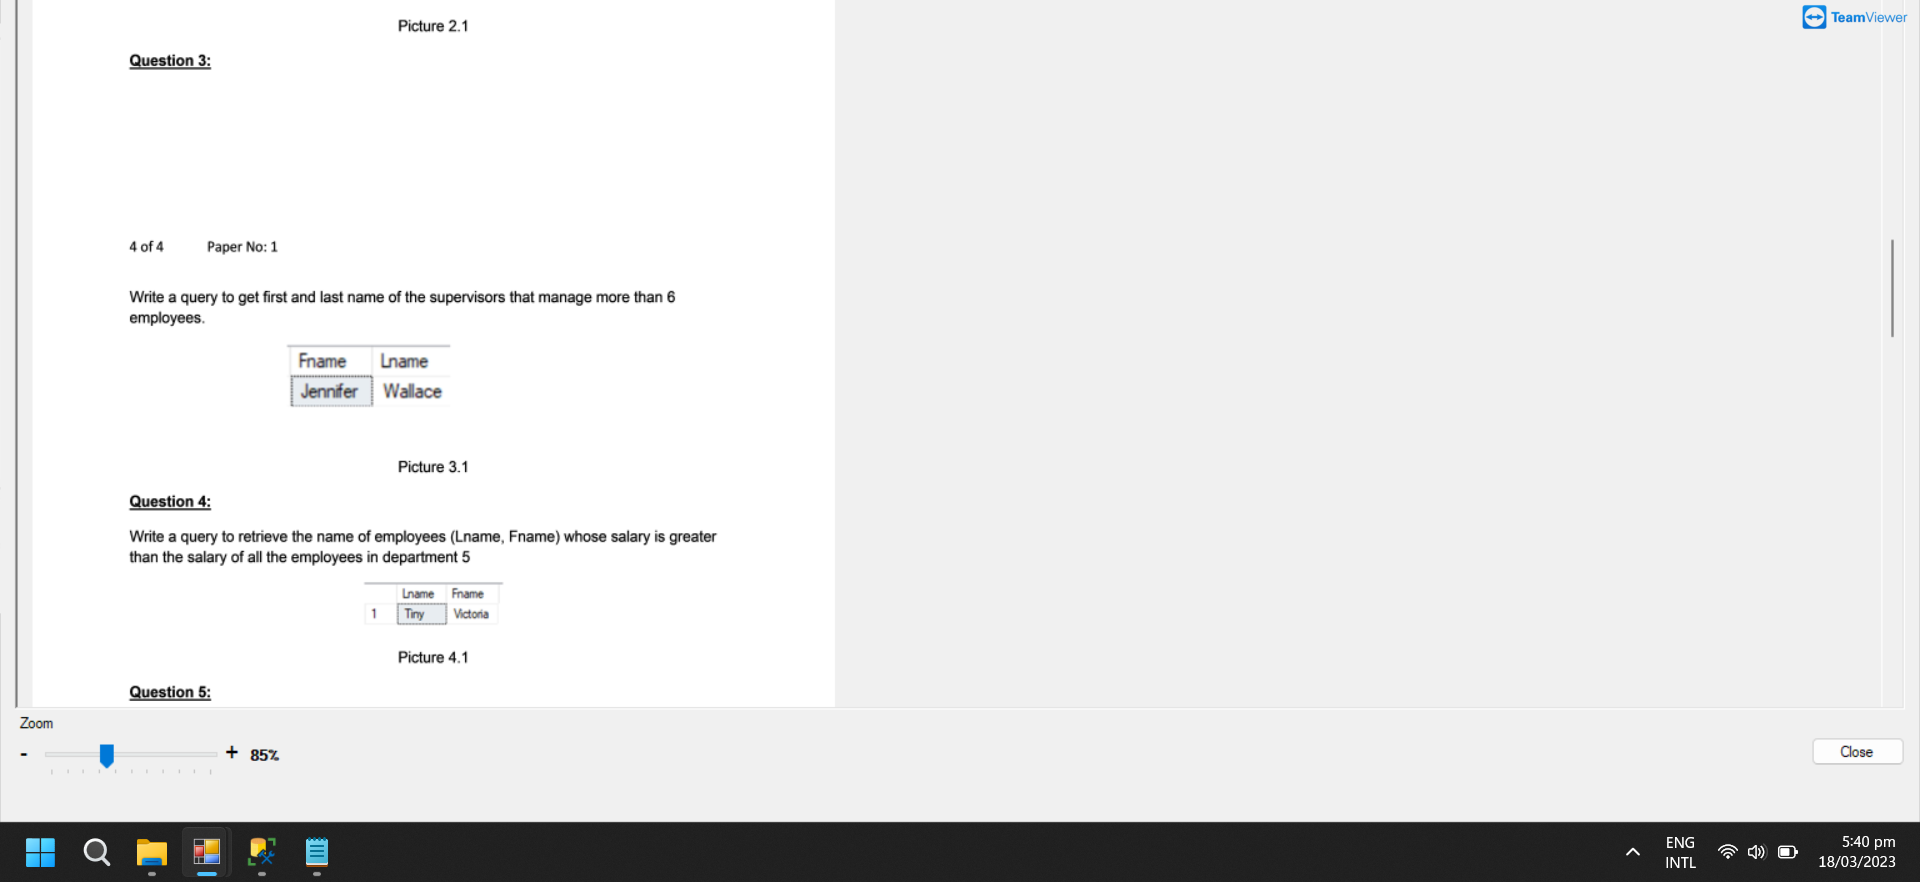 TeamViewer
Picture 2.1
Question 3:
4 of 4 Paper No: 1
Write a query to get first and last name of the supervisors that manage more than 6
employees.
Fname Lname
Jennifer Wallace
Picture 3.1
Question 4:
Write a query to retrieve the name of employees (Lname, Fname) whose salary is greater
than the salary of all the employees in department 5
Lname Fname
1 Tiny Victoria
Picture 4.1
Question 5:
Zoom
- + 85%
Close
ENG 5:40 pm
INTL 18/03/2023